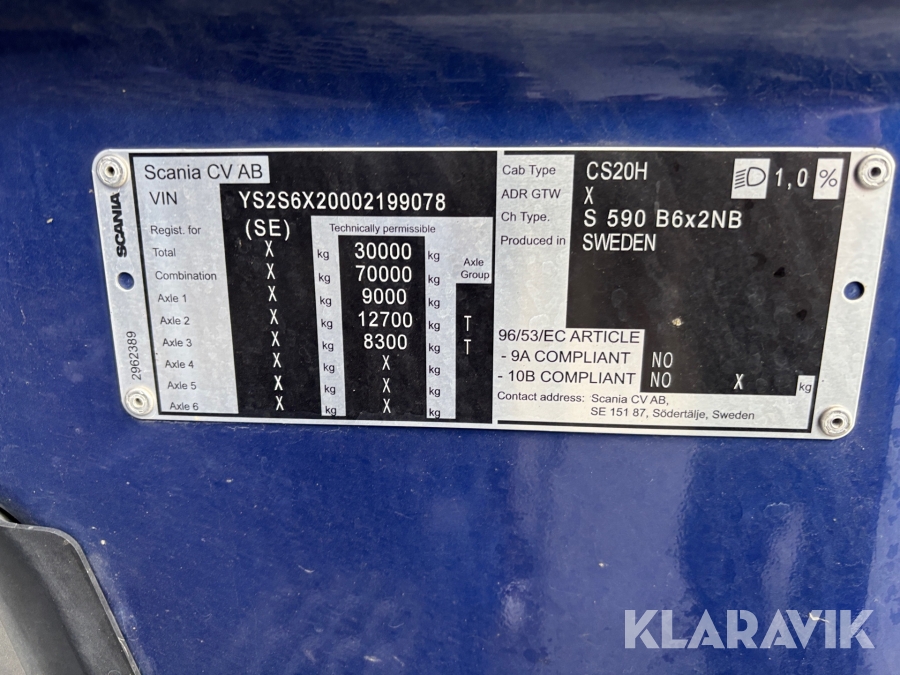 SCANIA
2962389
Scania CV AB
VIN YS2S6X20002199078
Regist. for (SE) Technically permissible
Total X kg 30000 kg Axle
Combination X kg 70000 kg Group
Axle 1 X kg 9000 kg
Axle 2 X kg 12700 kg T
Axle 3 X kg 8300 kg T
Axle 4 X kg X kg
Axle 5 X kg X kg
Axle 6 X kg X kg
Cab Type CS20H 1,0 %
ADR GTW X
Ch Type. S 590 B6x2NB
Produced in SWEDEN
96/53/EC ARTICLE
- 9A COMPLIANT NO
- 10B COMPLIANT NO X kg
Contact address: Scania CV AB,
SE 151 87, Södertälje, Sweden
KLARAVIK